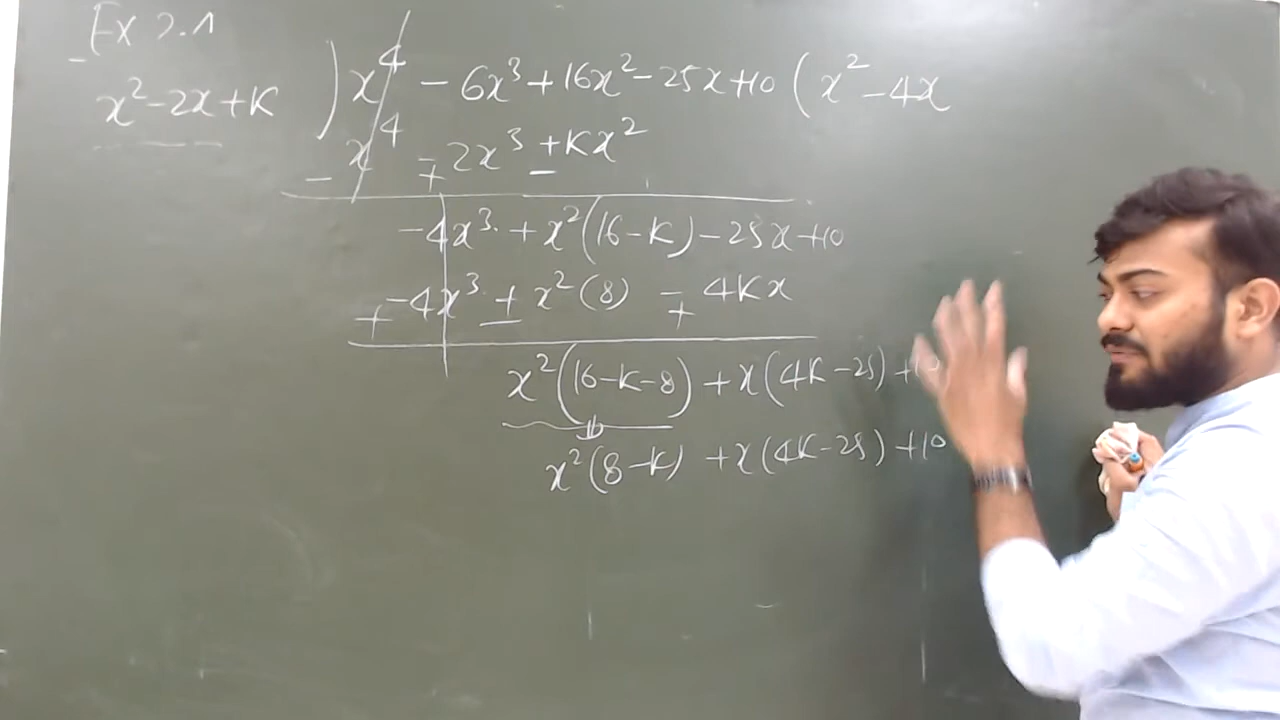 Ex 2.1
x² - 2x + K ) x⁴ - 6x³ + 16x² - 25x + 10 ( x² - 4x
- x⁴ ∓ 2x³ + Kx²
-4x³ + x²(16 - K) - 25x + 10
+ -4x³ + x²(8) ∓ 4Kx
x²(16 - K - 8) + x(4K - 25) + 10
x²(8 - K) + x(4K - 25) + 10